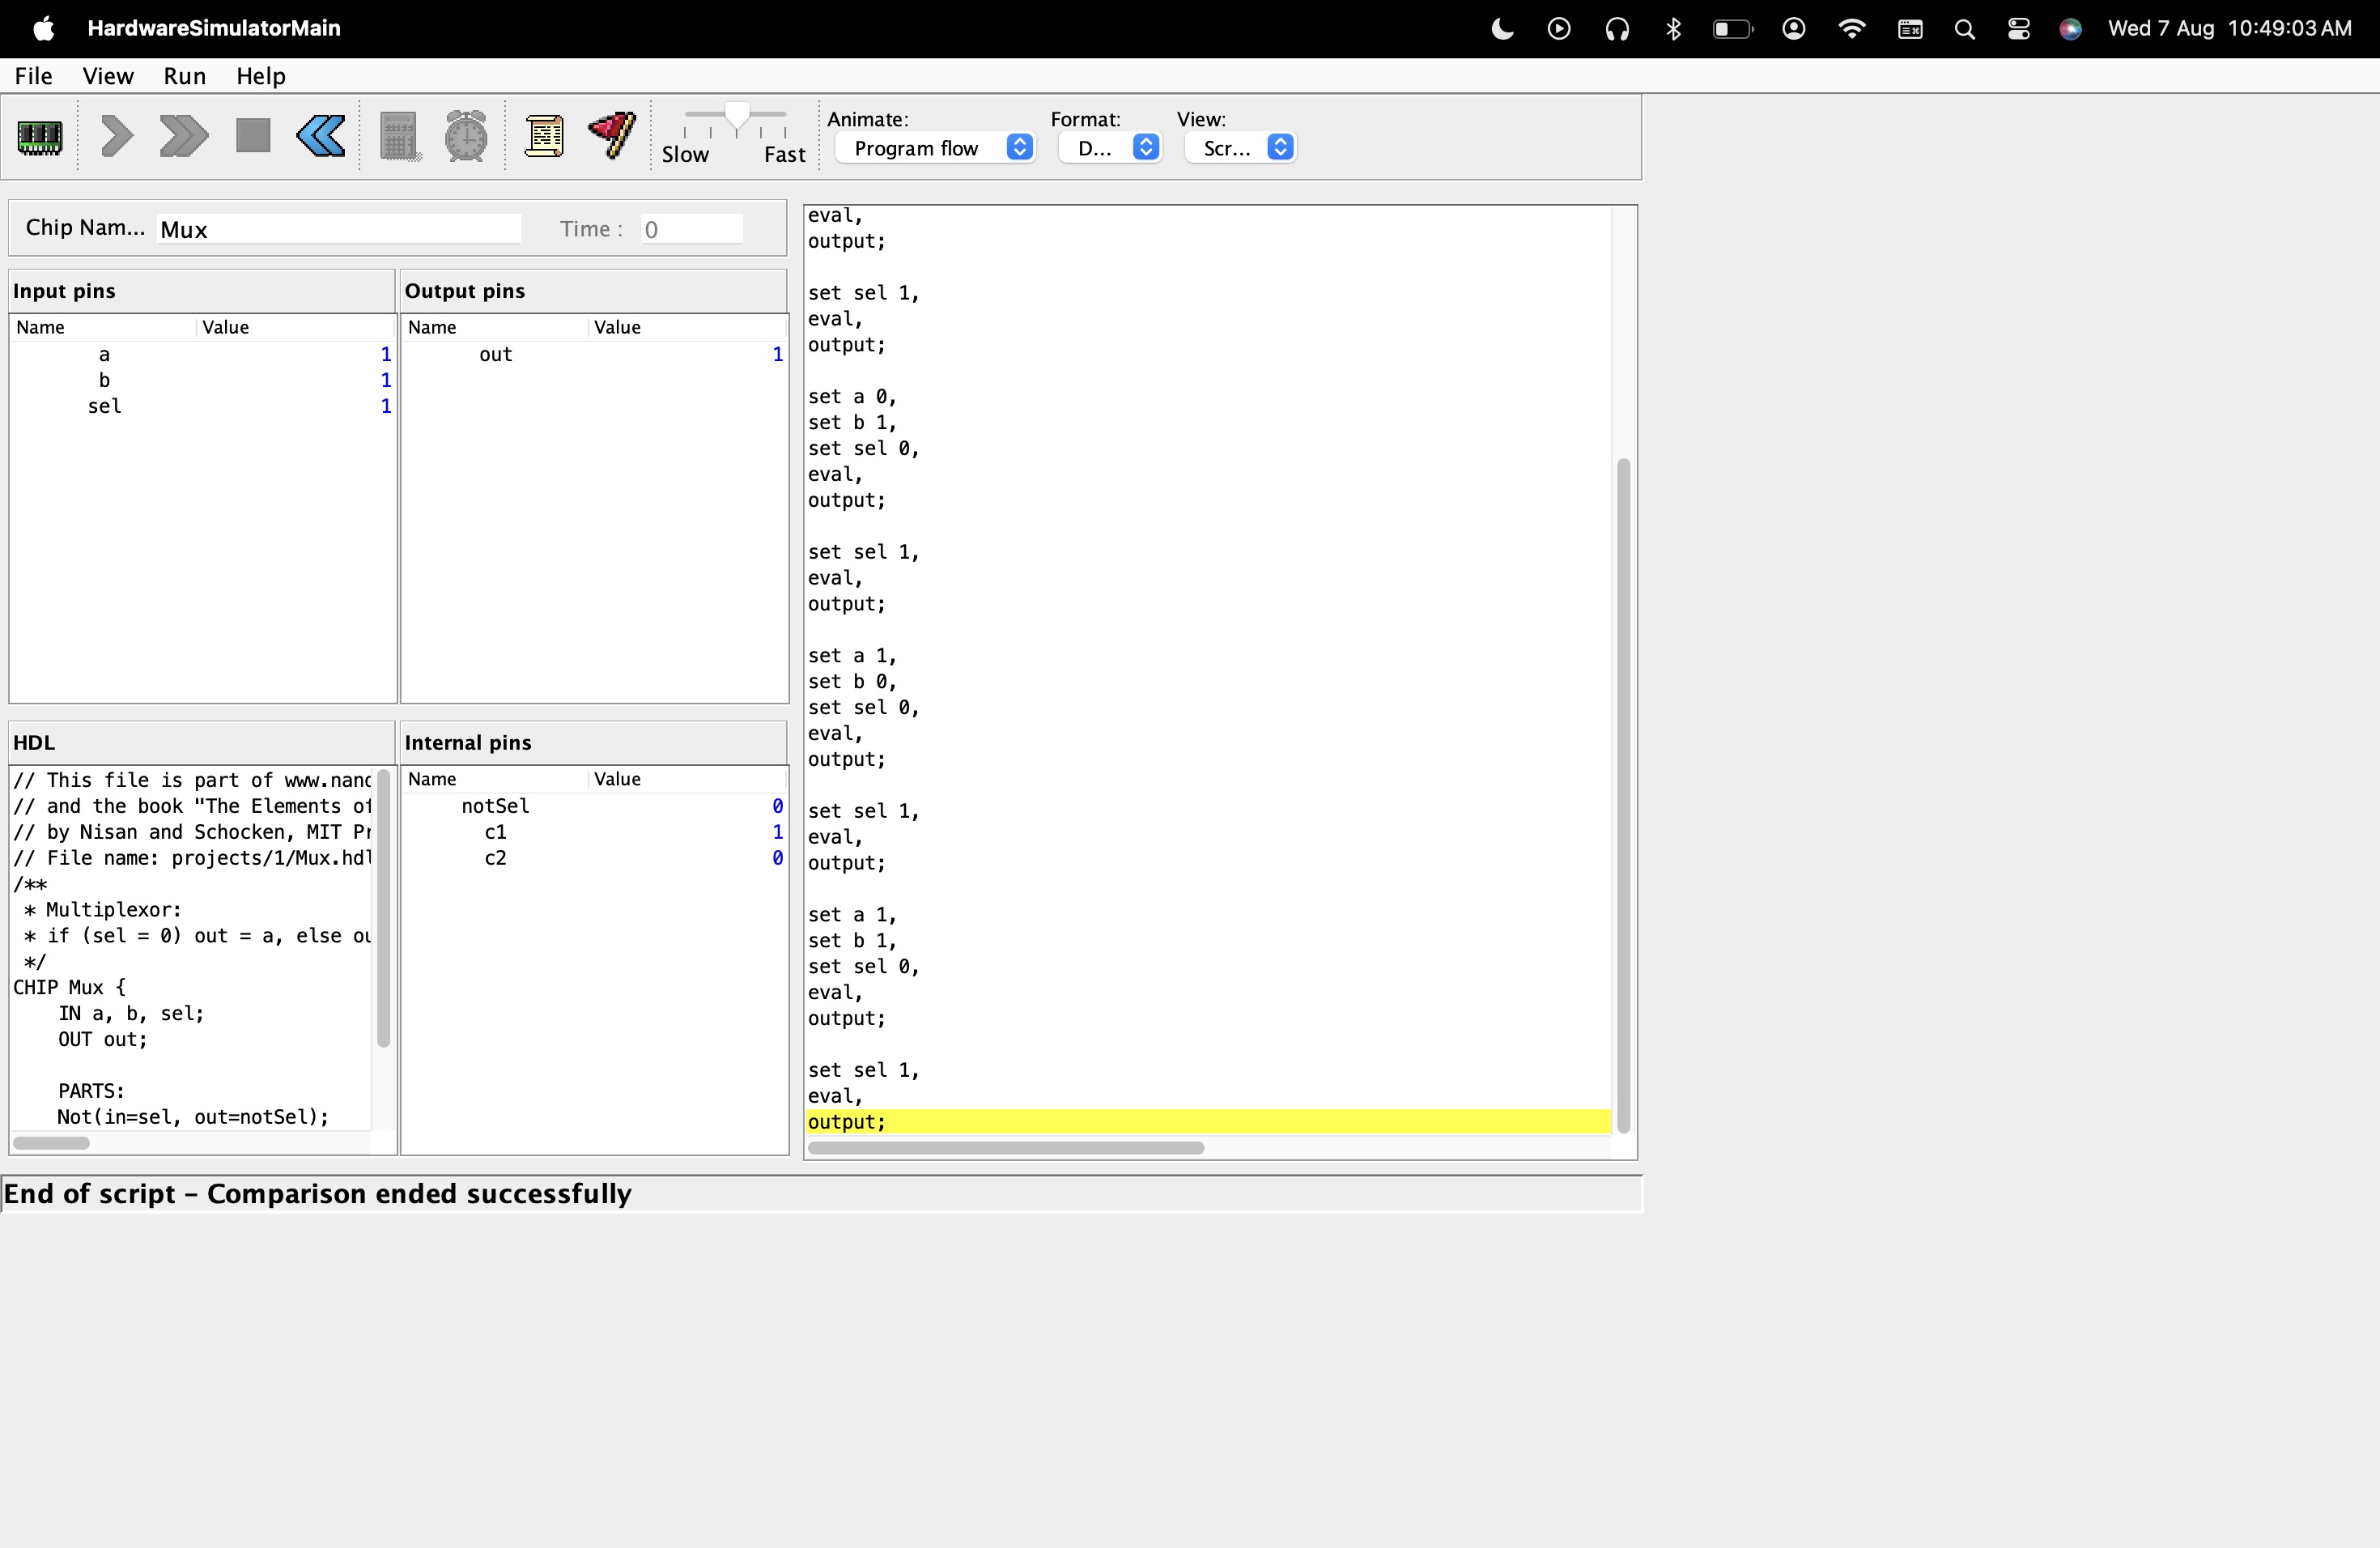 HardwareSimulatorMain
Wed 7 Aug 10:49:03 AM
File View Run Help
Slow Fast
Animate: Format: View:
Program flow D... Scr...
Chip Nam... Mux Time : 0
Input pins
Name Value
a 1
b 1
sel 1
Output pins
Name Value
out 1
HDL
// This file is part of www.nand
// and the book "The Elements of
// by Nisan and Schocken, MIT Pr
// File name: projects/1/Mux.hdl
/**
* Multiplexor:
* if (sel = 0) out = a, else ou
*/
CHIP Mux {
IN a, b, sel;
OUT out;
PARTS:
Not(in=sel, out=notSel);
Internal pins
Name Value
notSel 0
c1 1
c2 0
eval,
output;
set sel 1,
eval,
output;
set a 0,
set b 1,
set sel 0,
eval,
output;
set sel 1,
eval,
output;
set a 1,
set b 0,
set sel 0,
eval,
output;
set sel 1,
eval,
output;
set a 1,
set b 1,
set sel 0,
eval,
output;
set sel 1,
eval,
output;
End of script – Comparison ended successfully